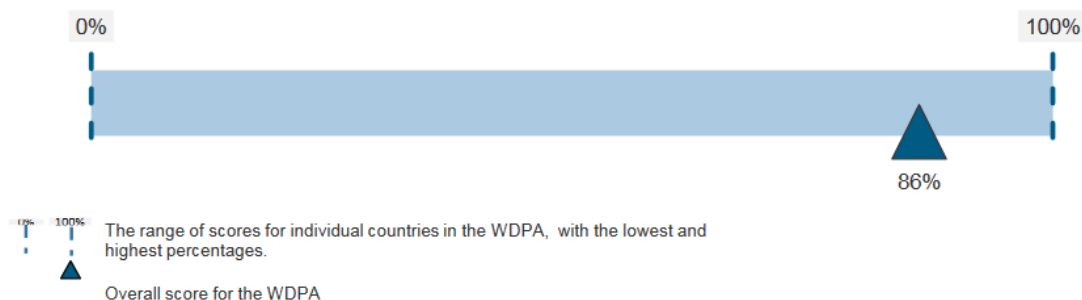 0% 100%
86%
0% 100% The range of scores for individual countries in the WDPA, with the lowest and
highest percentages.
Overall score for the WDPA